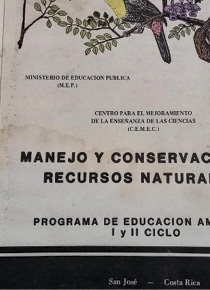 MINISTERIO DE EDUCACION PUBLICA
(M.E.P.)
CENTRO PARA EL MEJORAMIENTO
DE LA ENSEÑANZA DE LAS CIENCIAS
(C.E.M.E.C.)
MANEJO Y CONSERVAC
RECURSOS NATURA
PROGRAMA DE EDUCACION AM
I y II CICLO
San José — Costa Rica